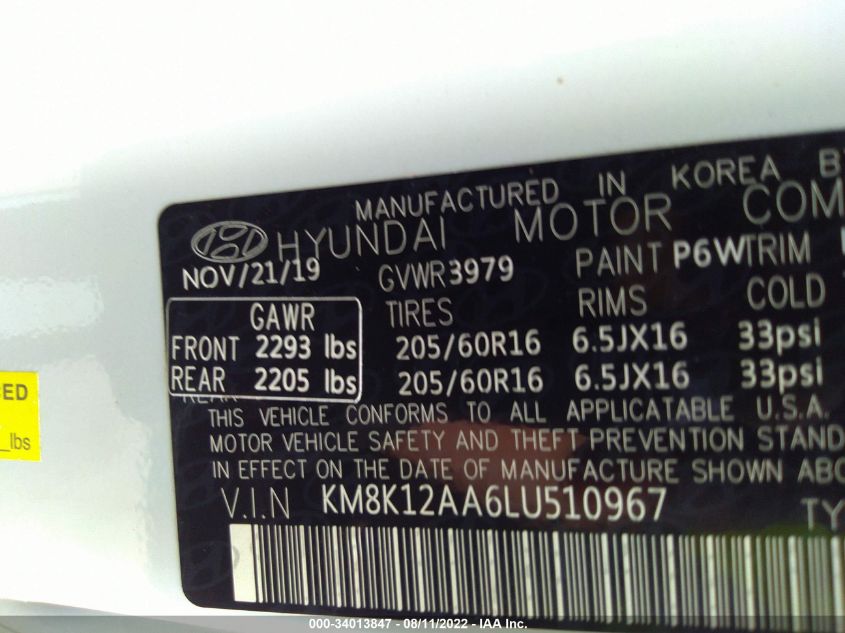 MANUFACTURED IN KOREA
HYUNDAI MOTOR
NOV/21/19 GVWR 3979 PAINT P6W TRIM
GAWR TIRES RIMS COLD
FRONT 2293 lbs 205/60R16 6.5JX16 33psi
REAR 2205 lbs 205/60R16 6.5JX16 33psi
THIS VEHICLE CONFORMS TO ALL APPLICATABLE U.S.A.
MOTOR VEHICLE SAFETY AND THEFT PREVENTION STAND
IN EFFECT ON THE DATE OF MANUFACTURE SHOWN ABO
V.I.N KM8K12AA6LU510967
lbs
000-34013847 - 08/11/2022 - IAA Inc.